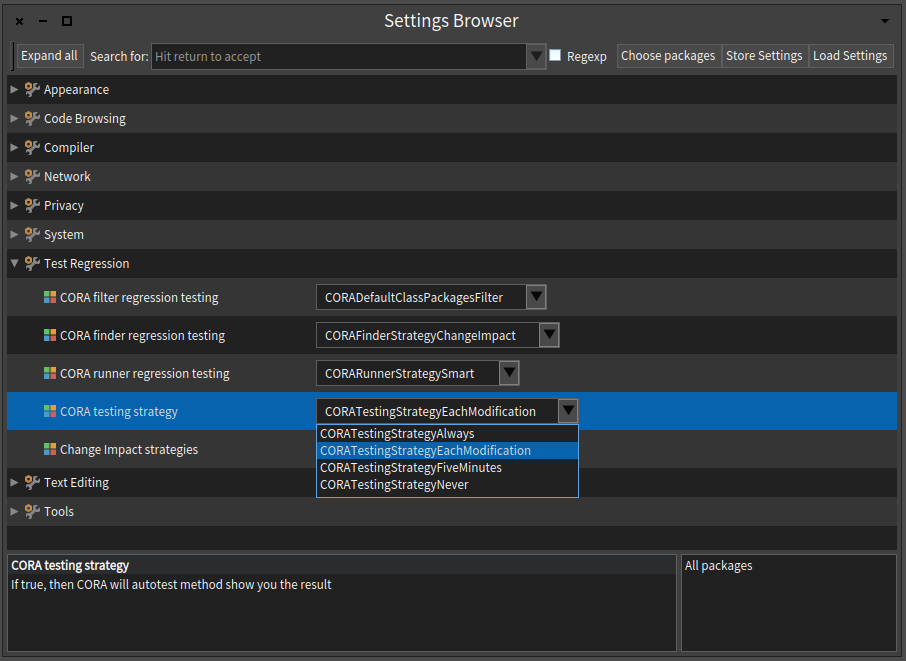 Settings Browser
Expand all Search for: Hit return to accept Regexp Choose packages Store Settings Load Settings
Appearance
Code Browsing
Compiler
Network
Privacy
System
Test Regression
CORA filter regression testing CORADefaultClassPackagesFilter
CORA finder regression testing CORAFinderStrategyChangeImpact
CORA runner regression testing CORARunnerStrategySmart
CORA testing strategy CORATestingStrategyEachModification
CORATestingStrategyAlways
Change Impact strategies CORATestingStrategyEachModification
CORATestingStrategyFiveMinutes
Text Editing CORATestingStrategyNever
Tools
CORA testing strategy All packages
If true, then CORA will autotest method show you the result